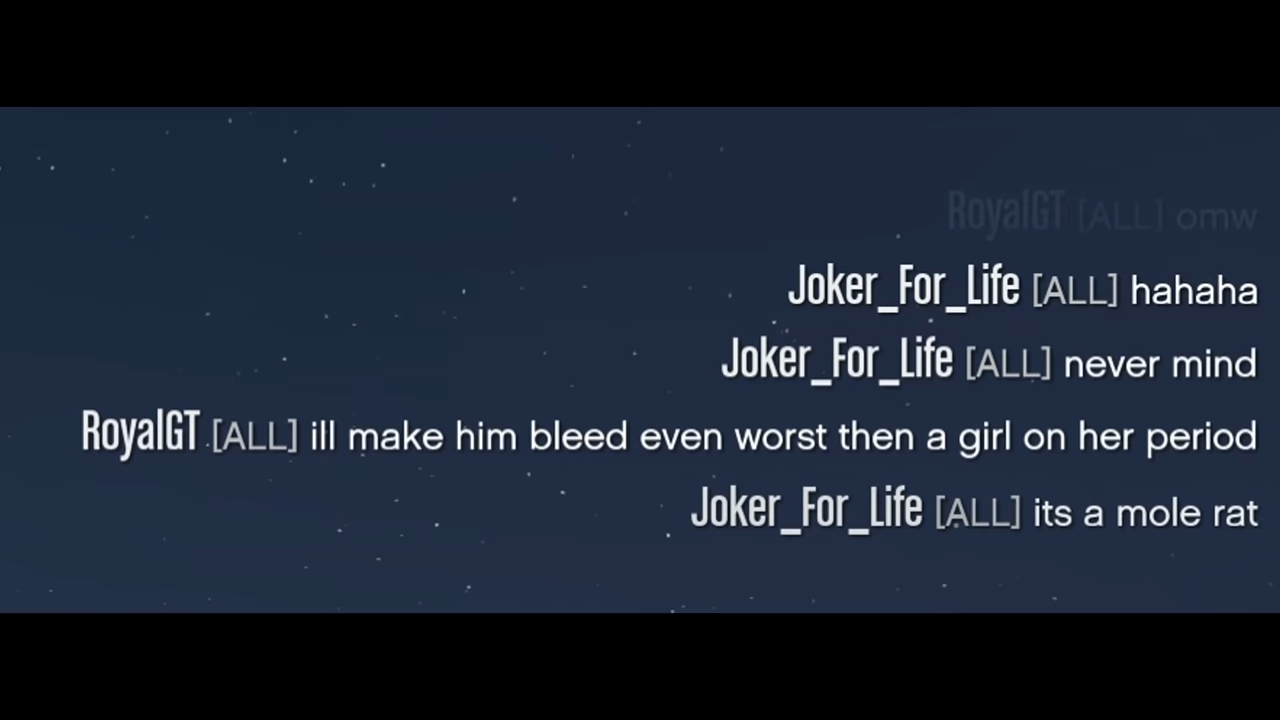 RoyalGT [ALL] omw
Joker_For_Life [ALL] hahaha
Joker_For_Life [ALL] never mind
RoyalGT [ALL] ill make him bleed even worst then a girl on her period
Joker_For_Life [ALL] its a mole rat